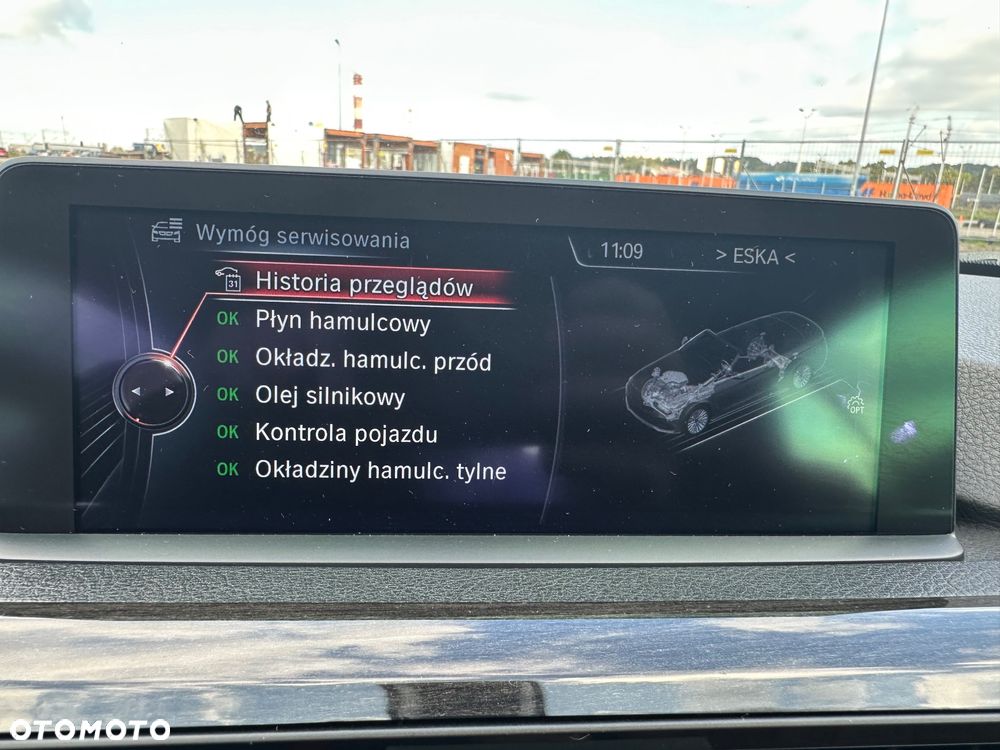 Wymóg serwisowania
11:09
> ESKA <
31
Historia przeglądów
OK Płyn hamulcowy
OK Okładz. hamulc. przód
OK Olej silnikowy
OK Kontrola pojazdu
OK Okładziny hamulc. tylne
OPT
OTOMOTO